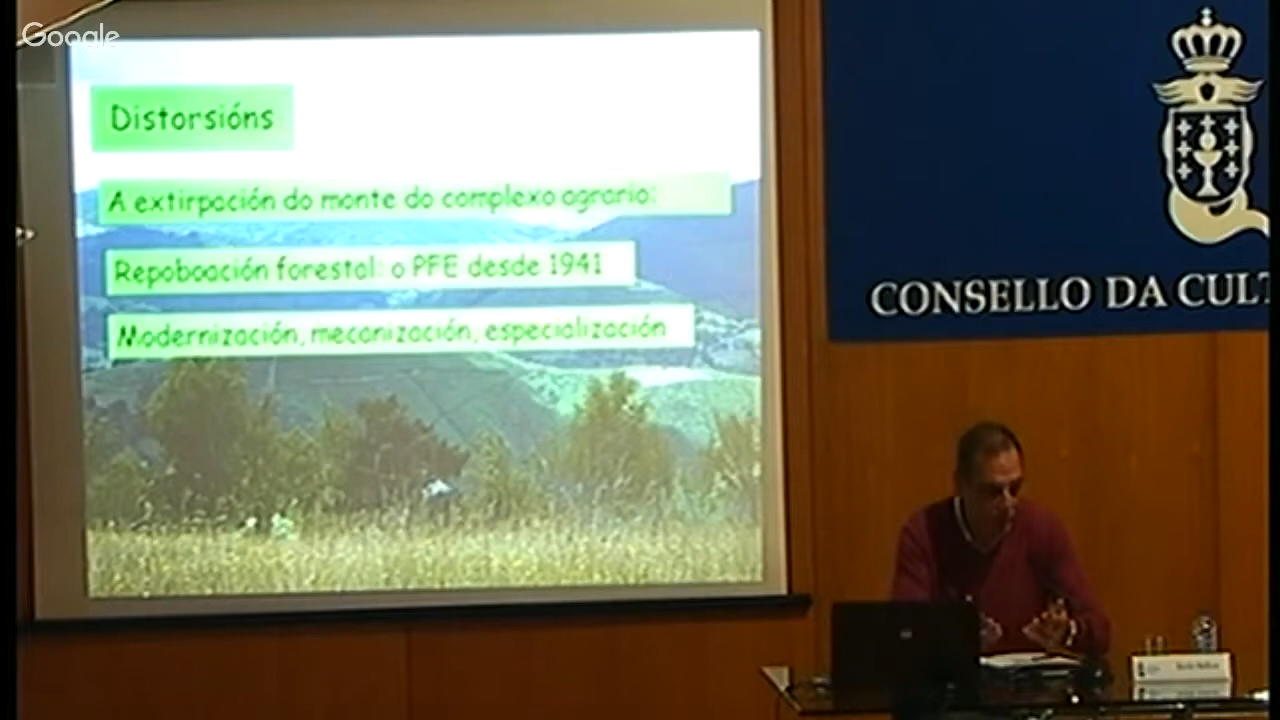 Google
Distorsións
A extirpación do monte do complexo agrario:
Repoboación forestal: o PFE desde 1941
Modernización, mecanización, especialización
CONSELLO DA CULT